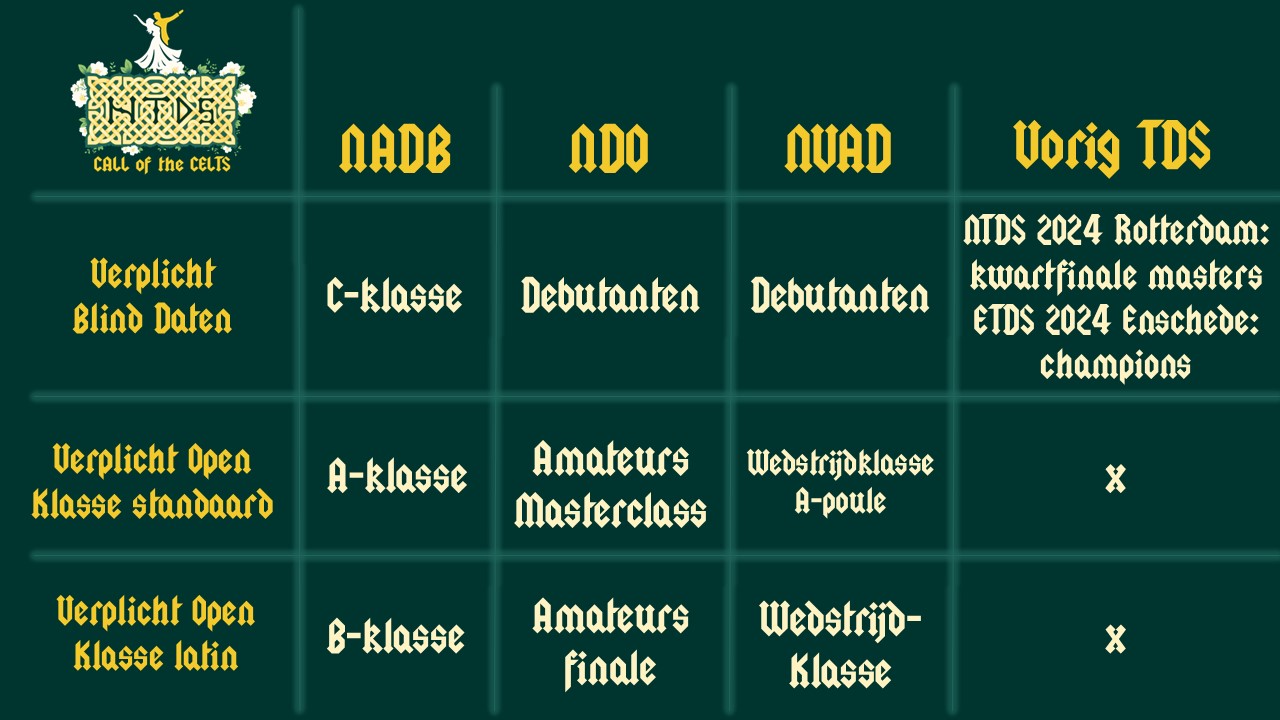 NTDS
CALL of the CELTS
NADB
NDO
NVAD
Vorig TDS
Verplicht
Blind Daten
C-klasse
Debutanten
Debutanten
NTDS 2024 Rotterdam:
kwartfinale masters
ETDS 2024 Enschede:
champions
Verplicht Open
Klasse standaard
A-klasse
Amateurs
Masterclass
Wedstrijdklasse
A-poule
x
Verplicht Open
Klasse latin
B-klasse
Amateurs
finale
Wedstrijd-
Klasse
x